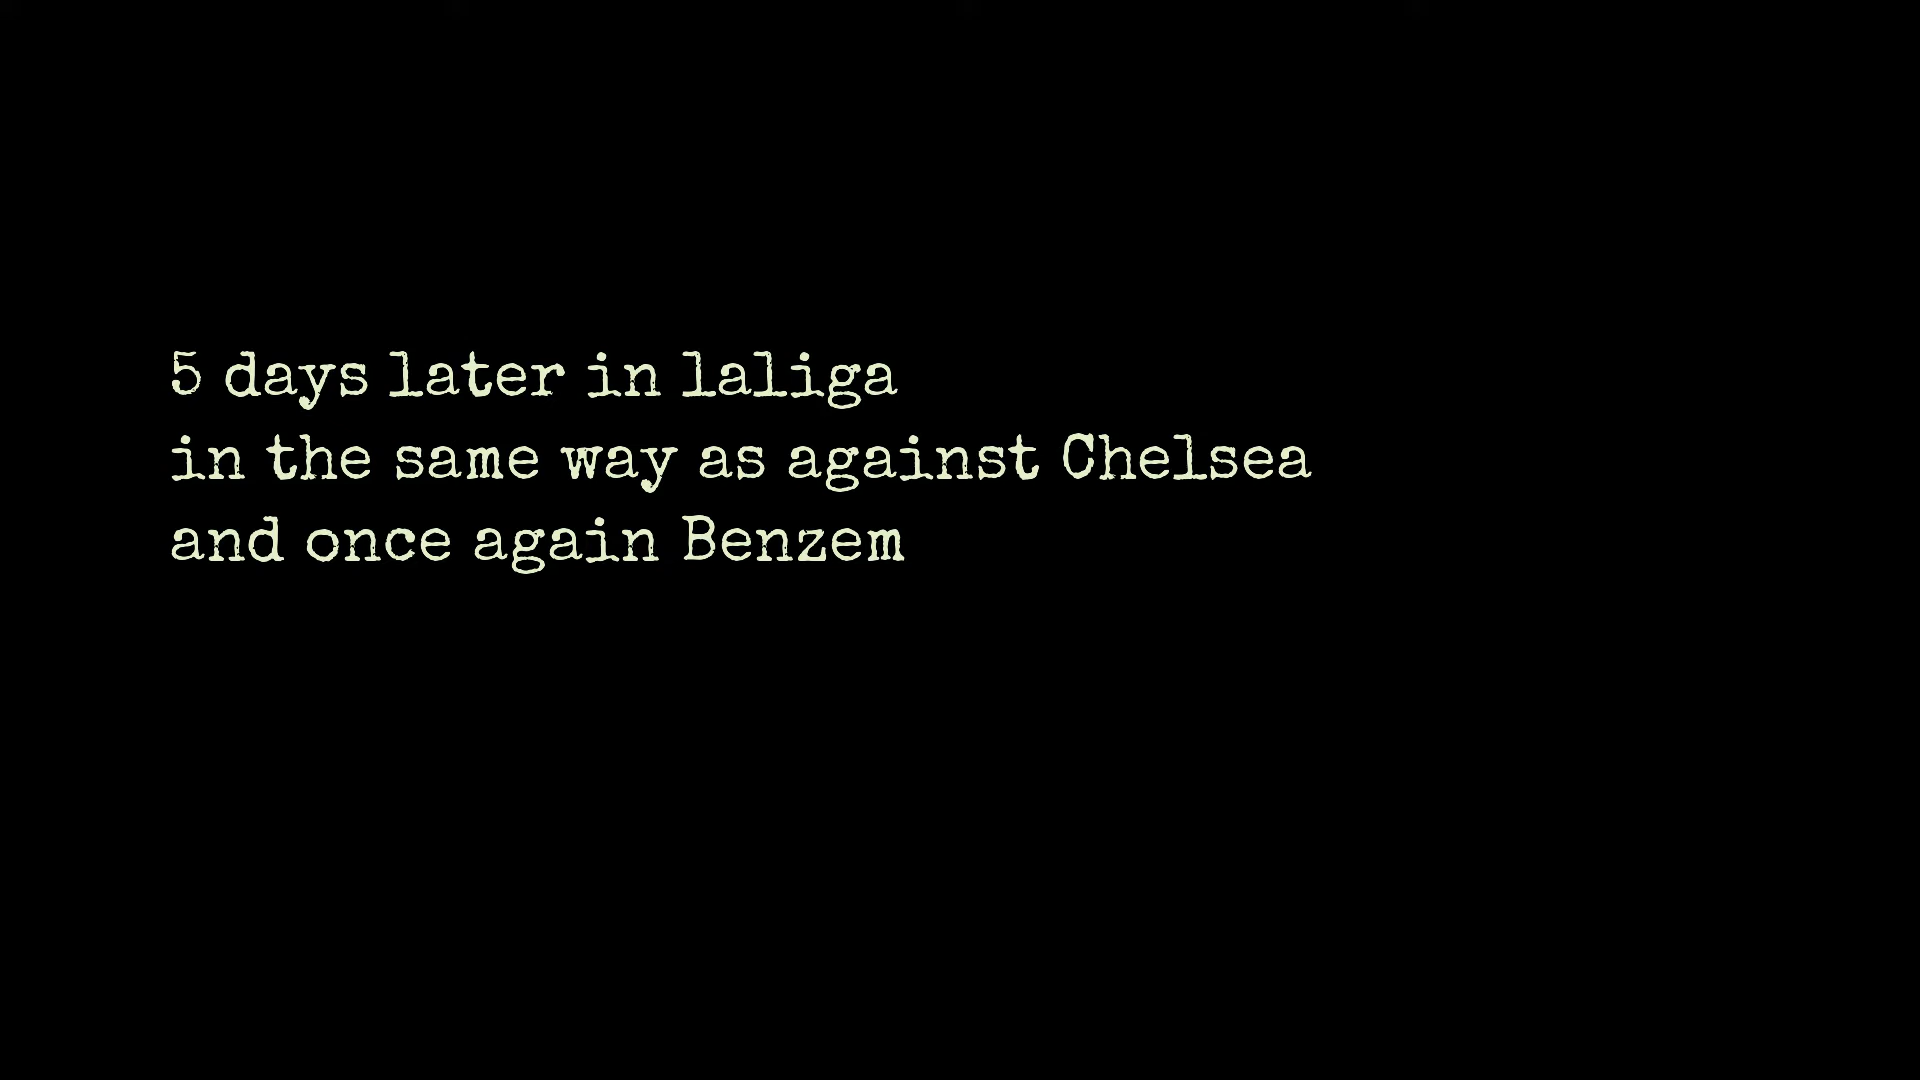 5 days later in laliga
in the same way as against Chelsea
and once again Benzem